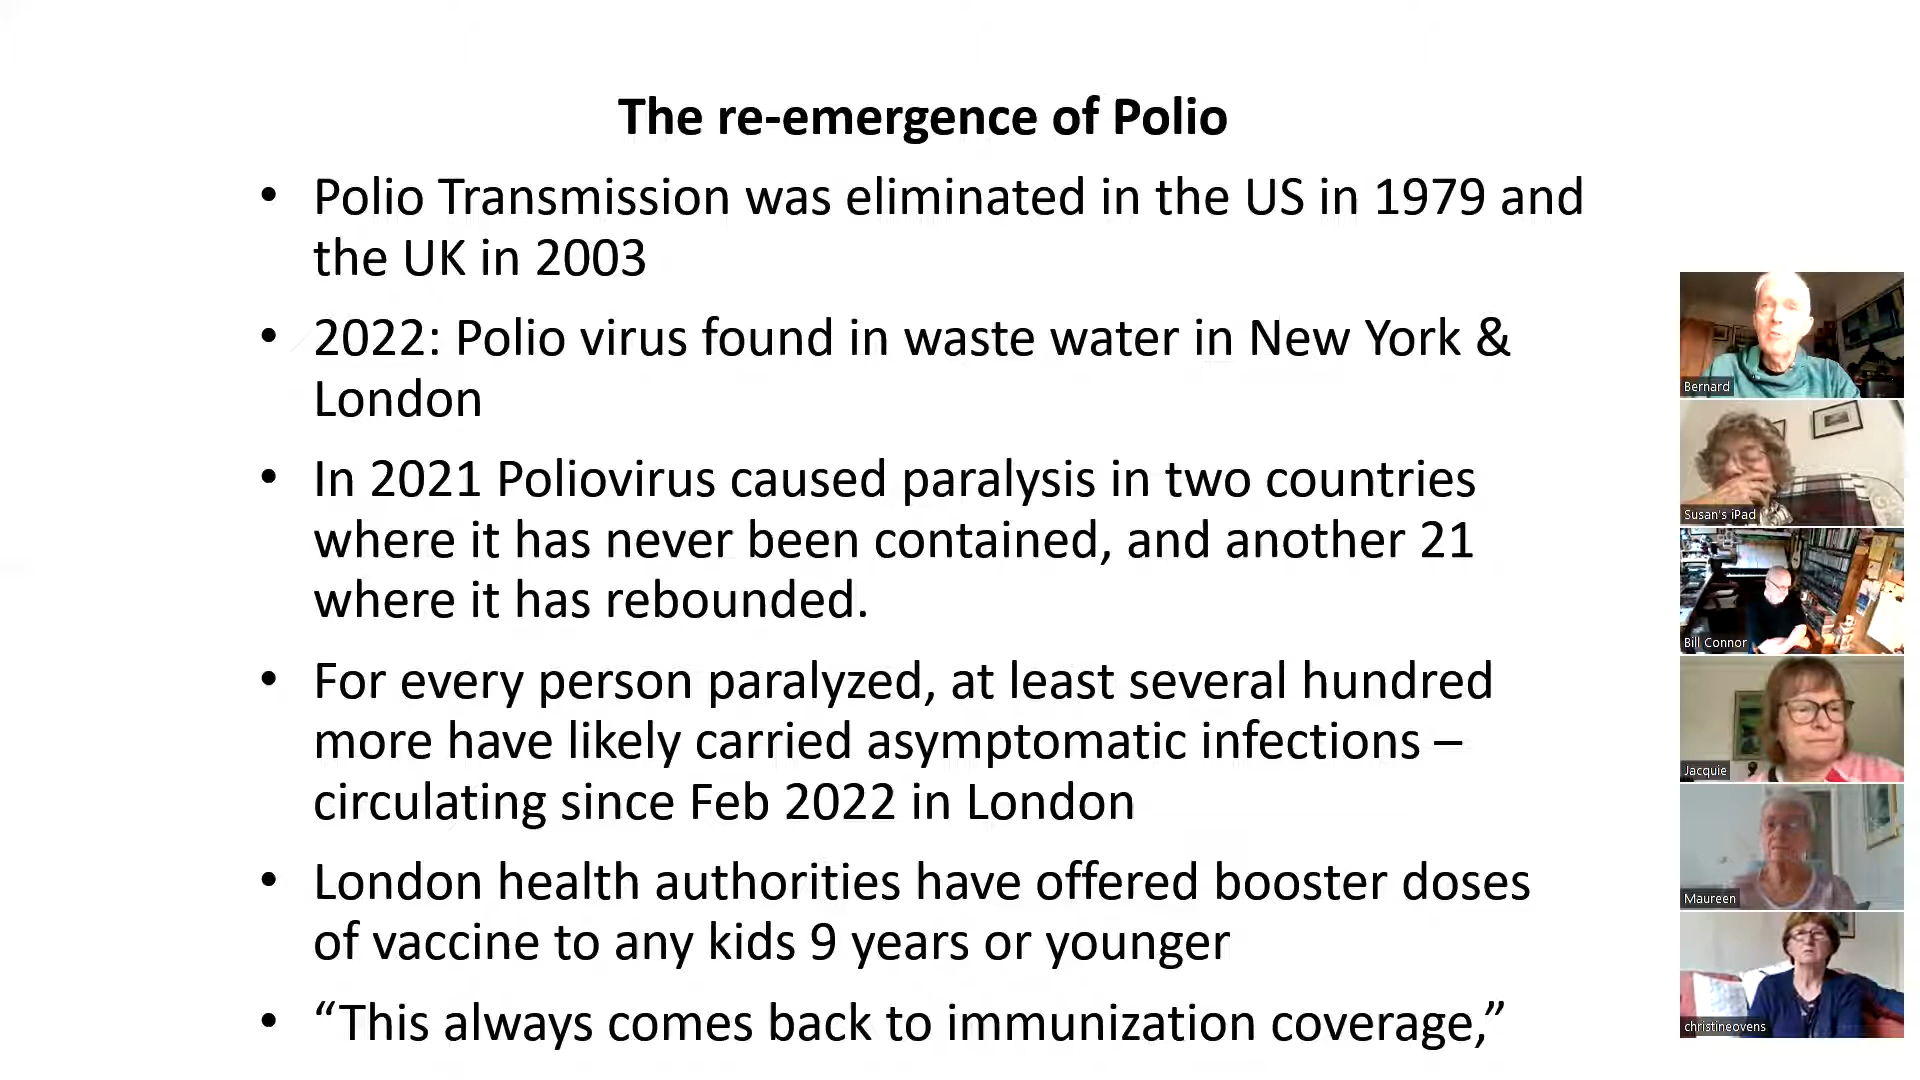 The re-emergence of Polio
• Polio Transmission was eliminated in the US in 1979 and
the UK in 2003
• 2022: Polio virus found in waste water in New York &
London
• In 2021 Poliovirus caused paralysis in two countries
where it has never been contained, and another 21
where it has rebounded.
• For every person paralyzed, at least several hundred
more have likely carried asymptomatic infections –
circulating since Feb 2022 in London
• London health authorities have offered booster doses
of vaccine to any kids 9 years or younger
• “This always comes back to immunization coverage,”
Bernard
Susan's iPad
Bill Connor
Jacquie
Maureen
christineovens